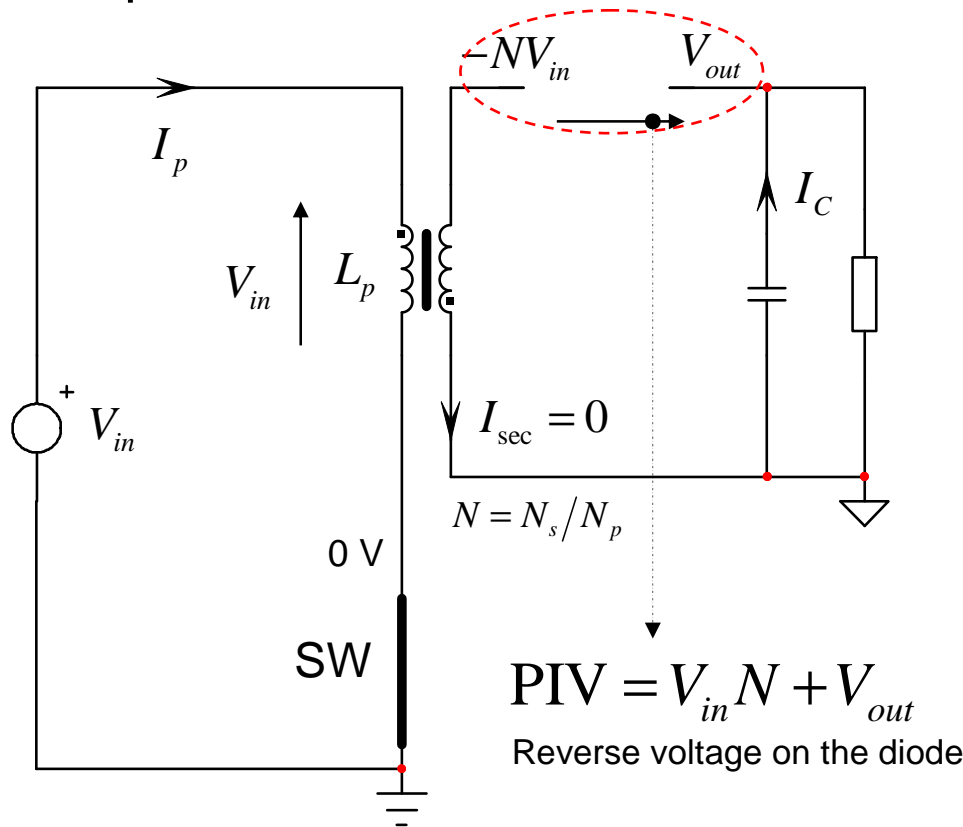 -NV_in
V_out
I_p
I_C
V_in
L_p
+
V_in
I_sec = 0
N = N_s/N_p
0 V
SW
PIV = V_in N + V_out
Reverse voltage on the diode